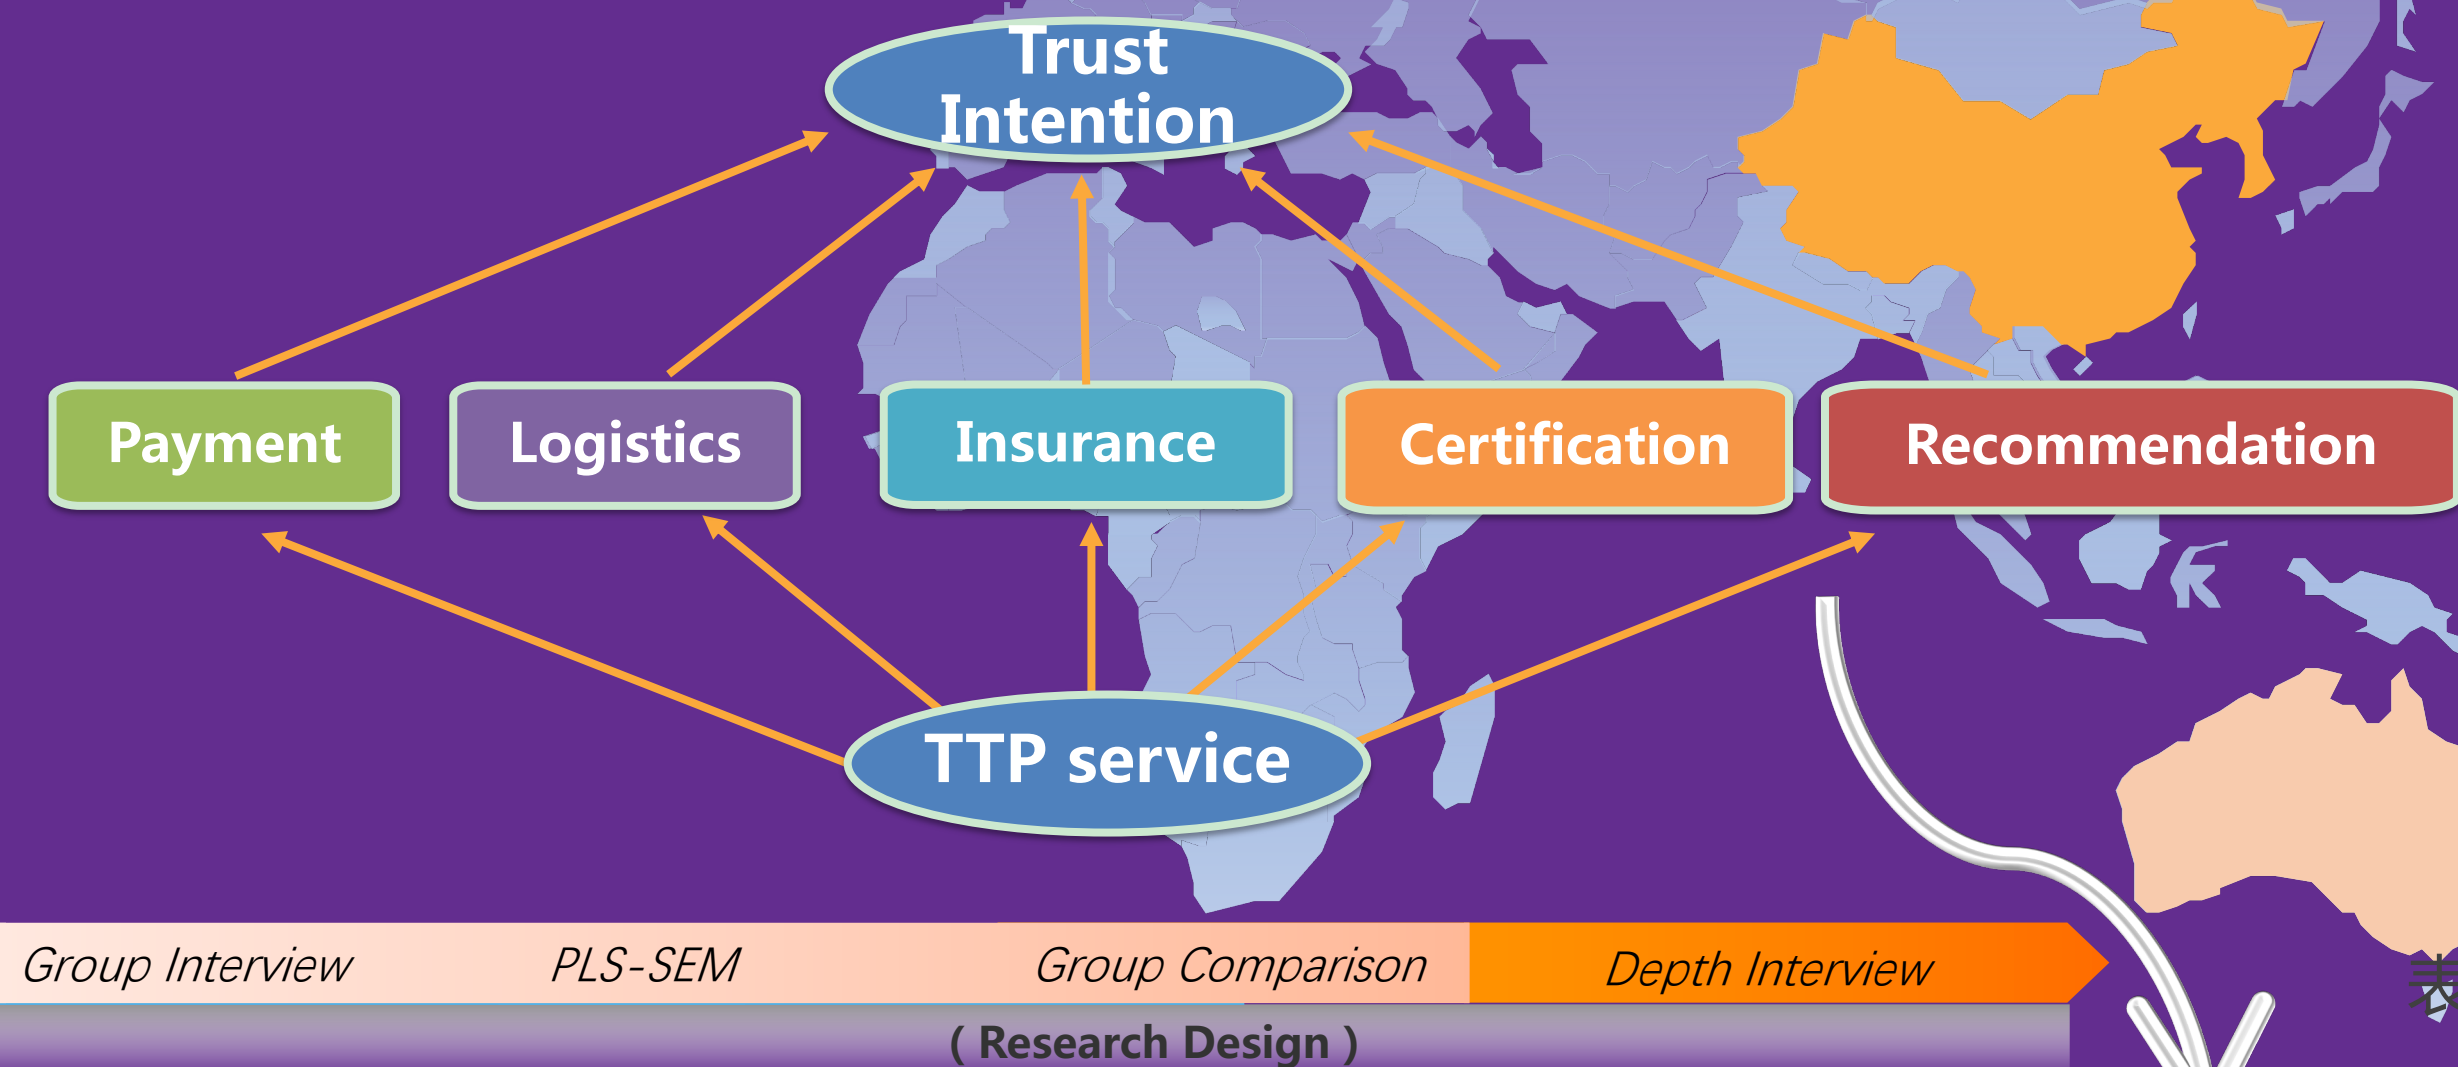 Trust
Intention
Payment
Logistics
Insurance
Certification
Recommendation
TTP service
Group Interview
PLS-SEM
Group Comparison
Depth Interview
( Research Design )
表